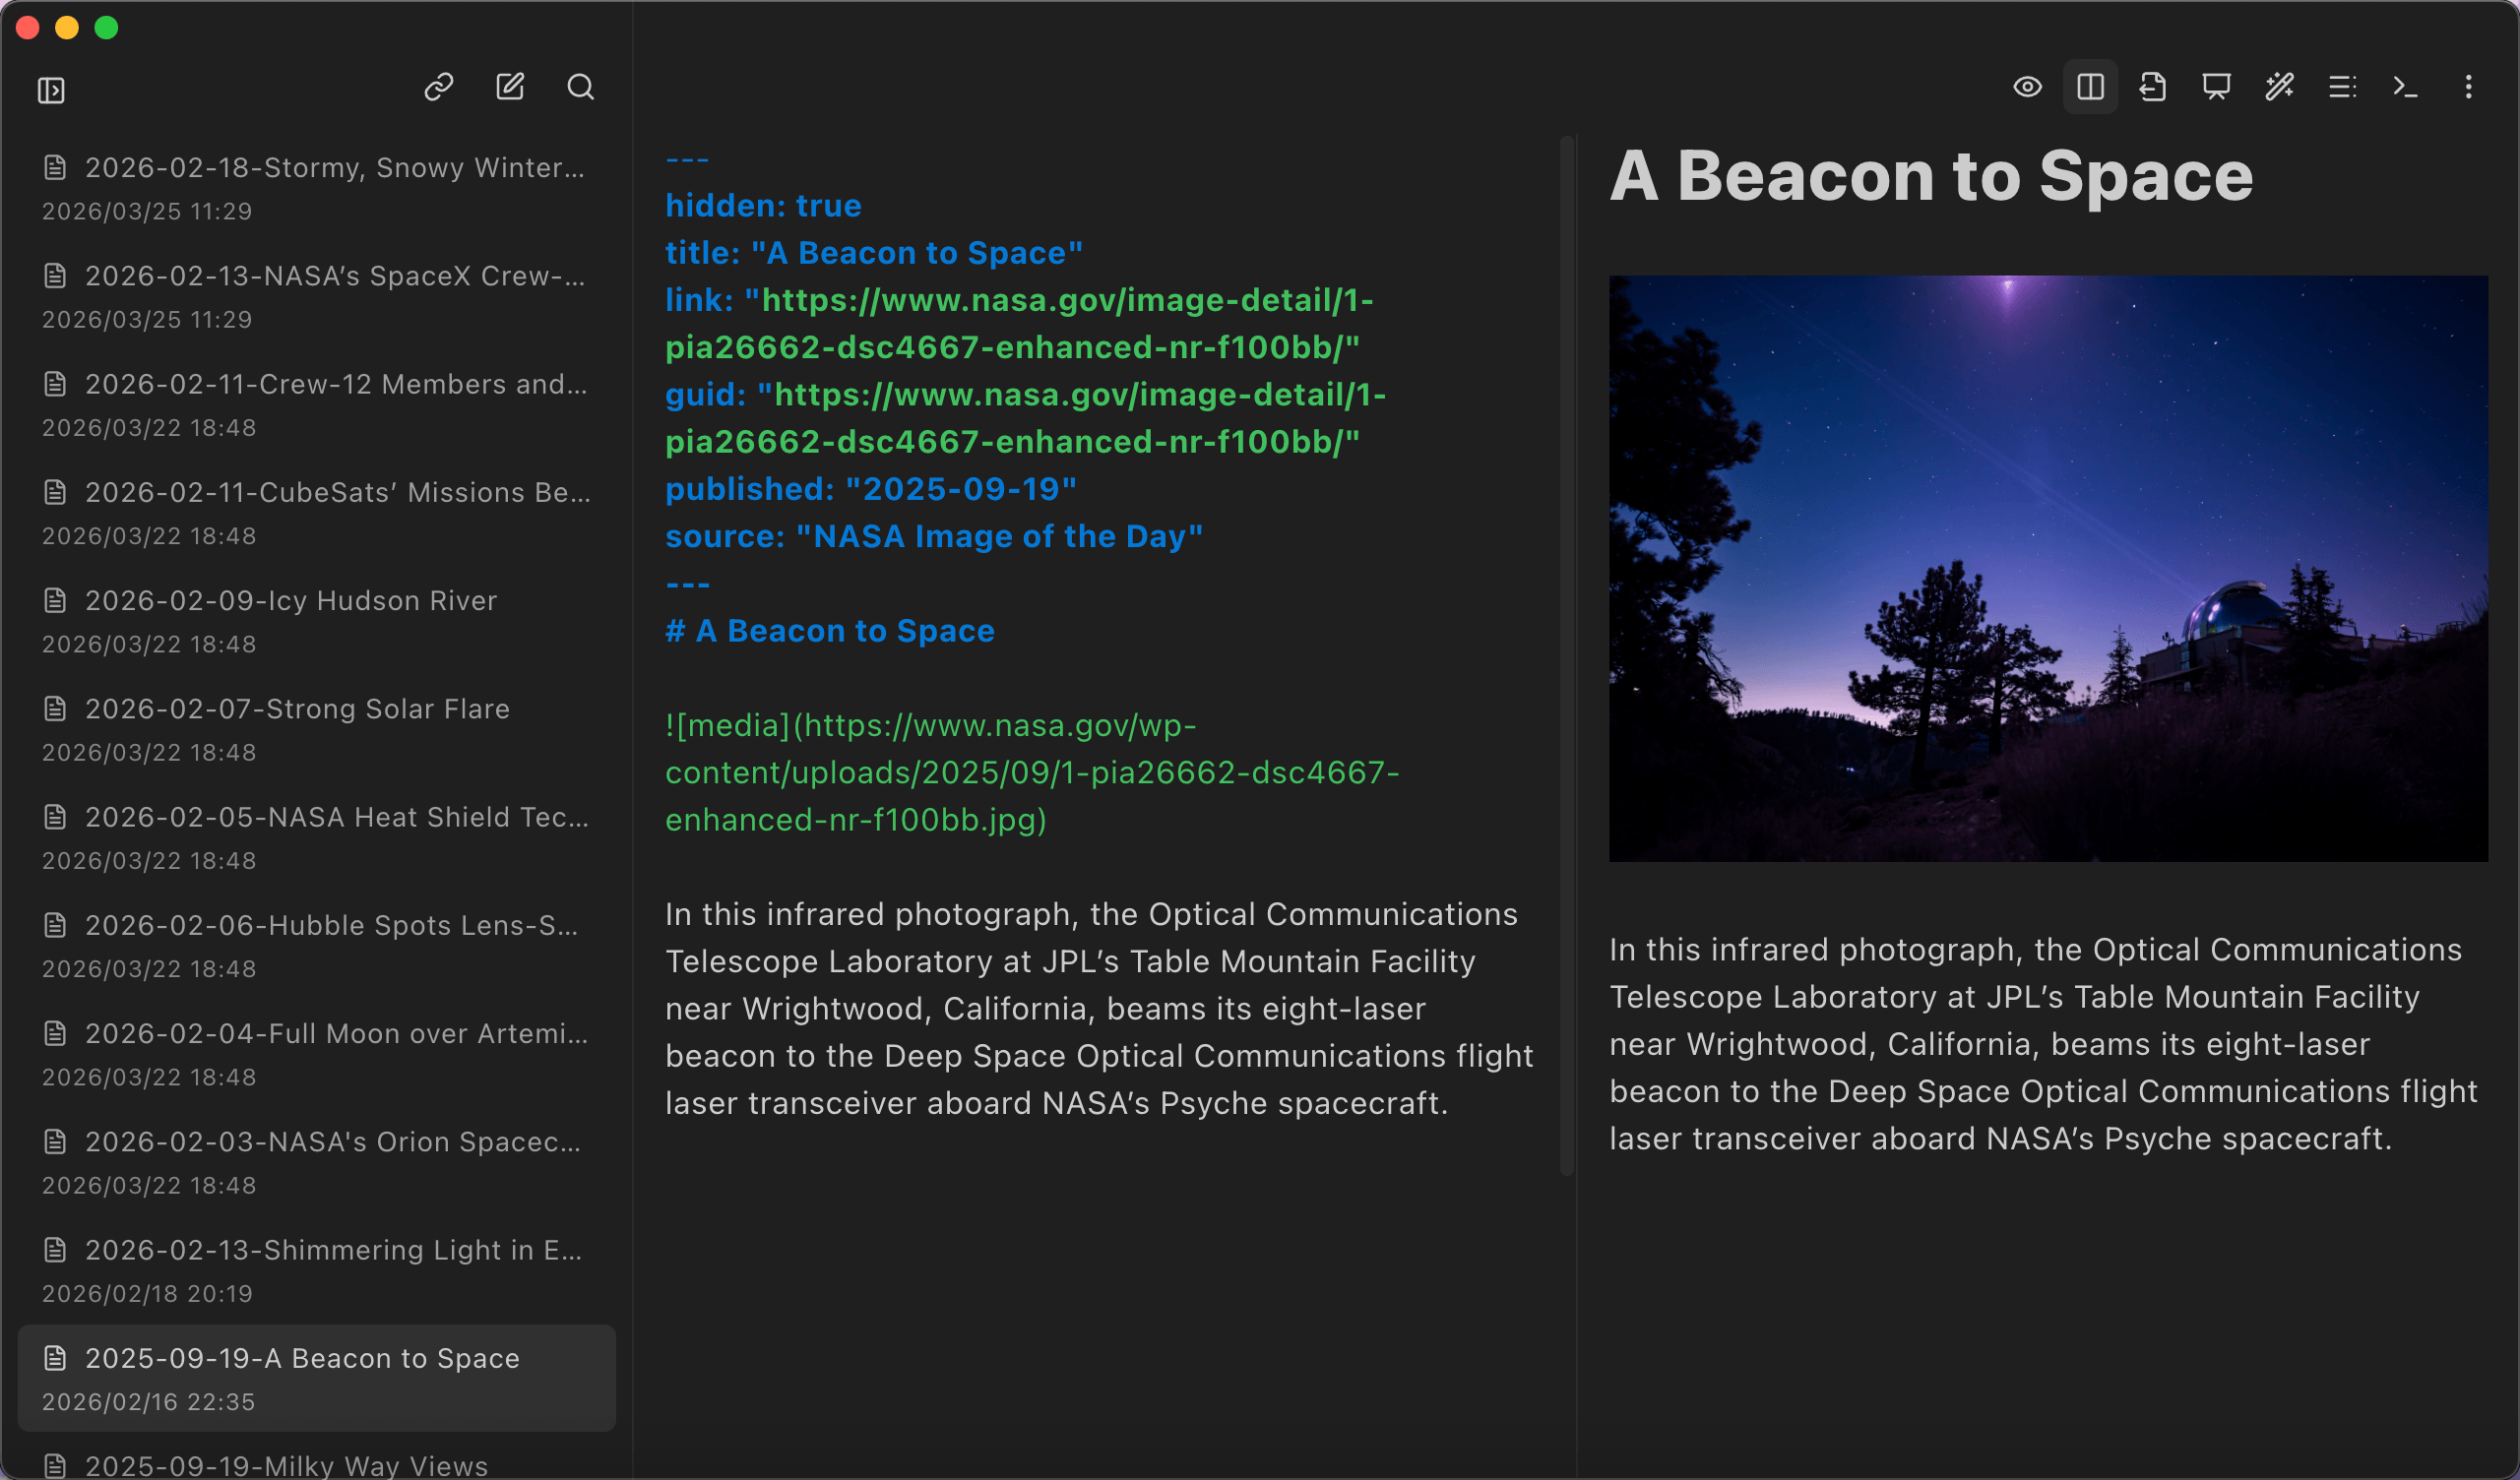 2026-02-18-Stormy, Snowy Winter...
2026/03/25 11:29
2026-02-13-NASA’s SpaceX Crew-...
2026/03/25 11:29
2026-02-11-Crew-12 Members and...
2026/03/22 18:48
2026-02-11-CubeSats’ Missions Be...
2026/03/22 18:48
2026-02-09-Icy Hudson River
2026/03/22 18:48
2026-02-07-Strong Solar Flare
2026/03/22 18:48
2026-02-05-NASA Heat Shield Tec...
2026/03/22 18:48
2026-02-06-Hubble Spots Lens-S...
2026/03/22 18:48
2026-02-04-Full Moon over Artemi...
2026/03/22 18:48
2026-02-03-NASA's Orion Spacec...
2026/03/22 18:48
2026-02-13-Shimmering Light in E...
2026/02/18 20:19
2025-09-19-A Beacon to Space
2026/02/16 22:35
2025-09-19-Milky Way Views
---
hidden: true
title: "A Beacon to Space"
link: "https://www.nasa.gov/image-detail/1-
pia26662-dsc4667-enhanced-nr-f100bb/"
guid: "https://www.nasa.gov/image-detail/1-
pia26662-dsc4667-enhanced-nr-f100bb/"
published: "2025-09-19"
source: "NASA Image of the Day"
---
# A Beacon to Space
![media](https://www.nasa.gov/wp-
content/uploads/2025/09/1-pia26662-dsc4667-
enhanced-nr-f100bb.jpg)
In this infrared photograph, the Optical Communications
Telescope Laboratory at JPL’s Table Mountain Facility
near Wrightwood, California, beams its eight-laser
beacon to the Deep Space Optical Communications flight
laser transceiver aboard NASA’s Psyche spacecraft.
A Beacon to Space
In this infrared photograph, the Optical Communications
Telescope Laboratory at JPL’s Table Mountain Facility
near Wrightwood, California, beams its eight-laser
beacon to the Deep Space Optical Communications flight
laser transceiver aboard NASA’s Psyche spacecraft.